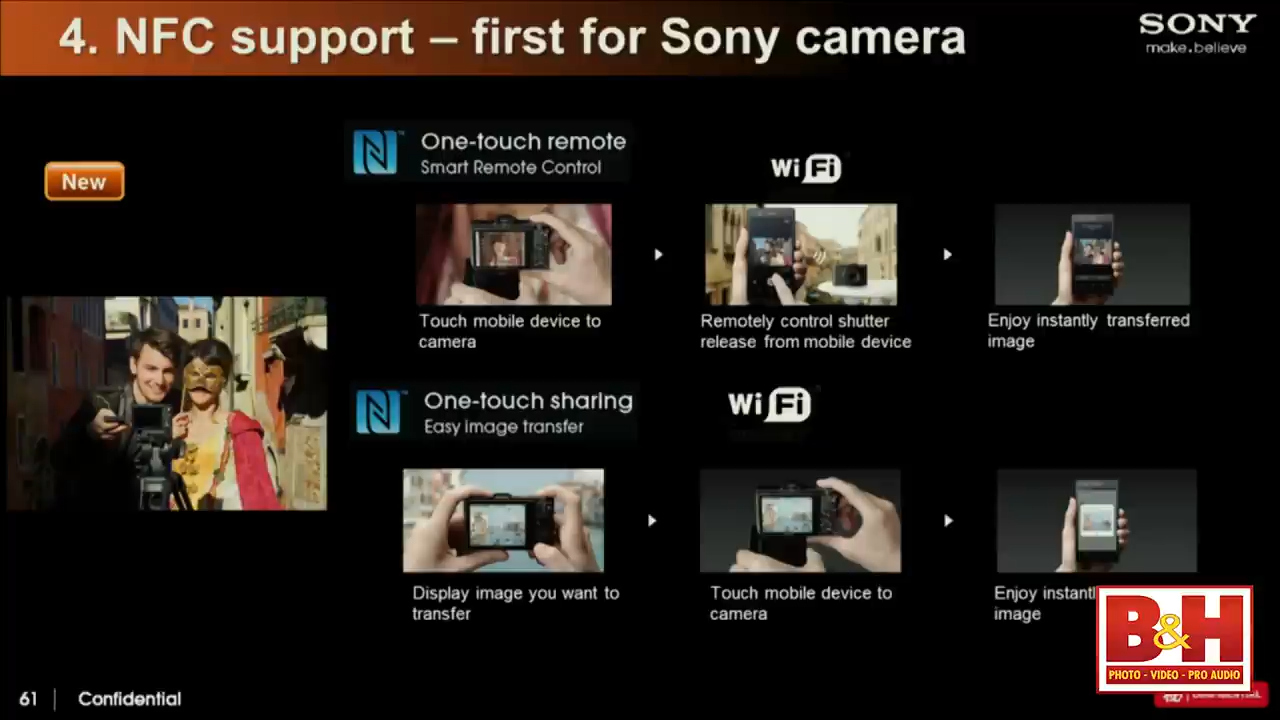 4. NFC support – first for Sony camera
SONY
make.believe
New
One-touch remote
Smart Remote Control
Wi Fi
Touch mobile device to
camera
Remotely control shutter
release from mobile device
Enjoy instantly transferred
image
One-touch sharing
Easy image transfer
Wi Fi
Display image you want to
transfer
Touch mobile device to
camera
Enjoy
image
B&H
PHOTO - VIDEO - PRO AUDIO
61
Confidential